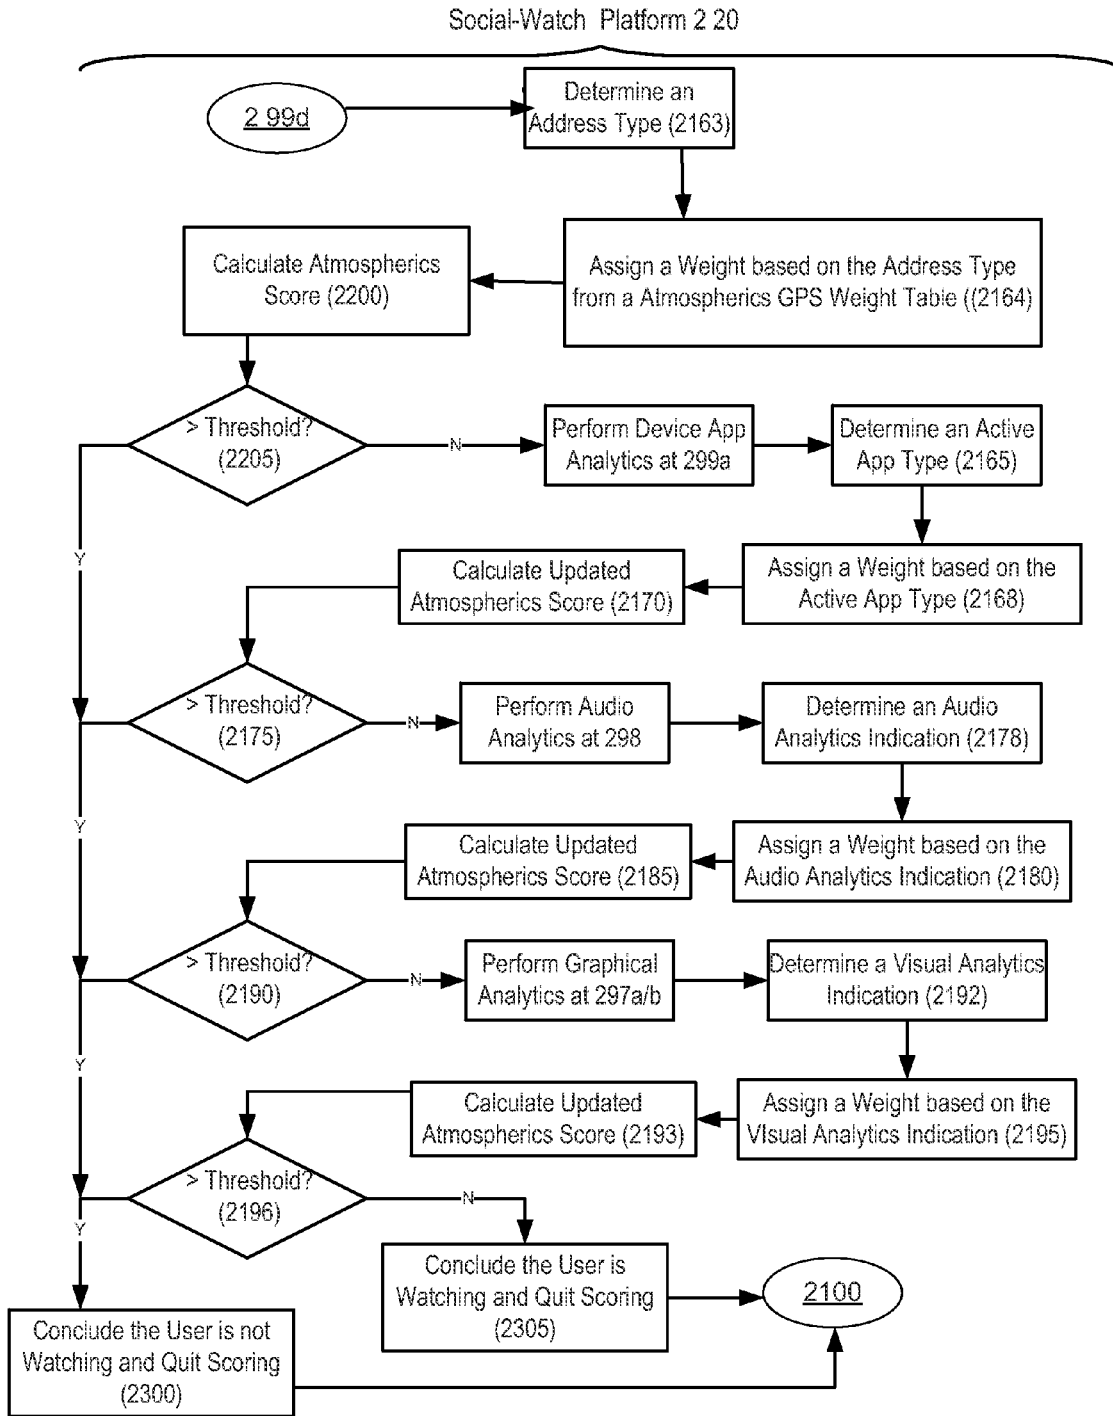 Social-Watch Platform 2 20
2 99d
Determine an
Address Type (2163)
Calculate Atmospherics
Score (2200)
Assign a Weight based on the Address Type
from a Atmospherics GPS Weight Table ((2164)
> Threshold?
(2205)
N
Perform Device App
Analytics at 299a
Determine an Active
App Type (2165)
Y
Calculate Updated
Atmospherics Score (2170)
Assign a Weight based on the
Active App Type (2168)
> Threshold?
(2175)
N
Perform Audio
Analytics at 298
Determine an Audio
Analytics Indication (2178)
Y
Calculate Updated
Atmospherics Score (2185)
Assign a Weight based on the
Audio Analytics Indication (2180)
> Threshold?
(2190)
N
Perform Graphical
Analytics at 297a/b
Determine a Visual Analytics
Indication (2192)
Y
Calculate Updated
Atmospherics Score (2193)
Assign a Weight based on the
VIsual Analytics Indication (2195)
> Threshold?
(2196)
N
Y
Conclude the User is
Watching and Quit Scoring
(2305)
2100
Conclude the User is not
Watching and Quit Scoring
(2300)